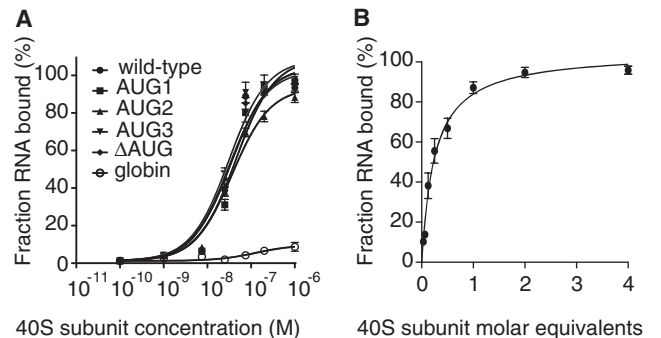 A
Fraction RNA bound (%)
100
80
60
40
20
0
wild-type
AUG1
AUG2
AUG3
ΔAUG
globin
10-11
10-10
10-9
10-8
10-7
10-6
40S subunit concentration (M)
B
Fraction RNA bound (%)
100
80
60
40
20
0
0 1 2 3 4
40S subunit molar equivalents